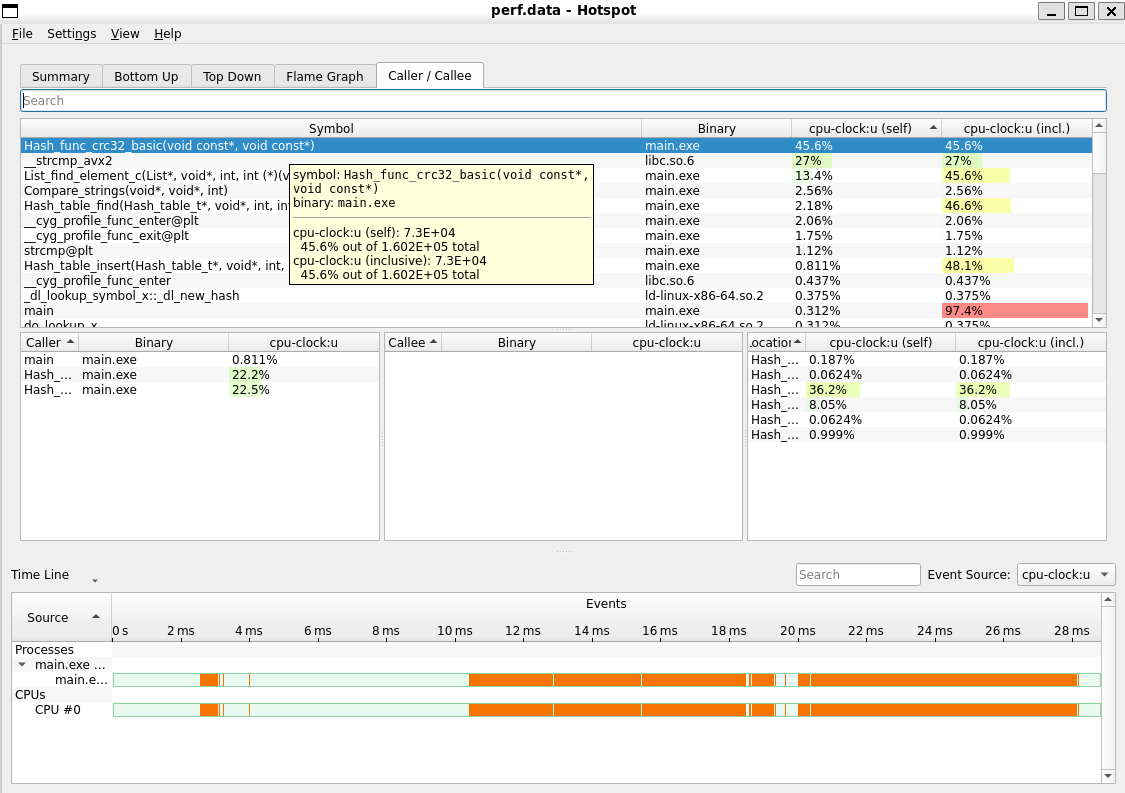 perf.data - Hotspot
File Settings View Help
Summary Bottom Up Top Down Flame Graph Caller / Callee
Search
Symbol Binary cpu-clock:u (self) cpu-clock:u (incl.)
Hash_func_crc32_basic(void const*, void const*) main.exe 45.6% 45.6%
__strcmp_avx2 libc.so.6 27% 27%
List_find_element_c(List*, void*, int, int (*)(v main.exe 13.4% 45.6%
Compare_strings(void*, void*, int) main.exe 2.56% 2.56%
Hash_table_find(Hash_table_t*, void*, int, in main.exe 2.18% 46.6%
__cyg_profile_func_enter@plt main.exe 2.06% 2.06%
__cyg_profile_func_exit@plt main.exe 1.75% 1.75%
strcmp@plt main.exe 1.12% 1.12%
Hash_table_insert(Hash_table_t*, void*, int, main.exe 0.811% 48.1%
__cyg_profile_func_enter libc.so.6 0.437% 0.437%
_dl_lookup_symbol_x::_dl_new_hash ld-linux-x86-64.so.2 0.375% 0.375%
main main.exe 0.312% 97.4%
do_lookup_x ld-linux-x86-64.so.2 0.312% 0.375%
symbol: Hash_func_crc32_basic(void const*,
void const*)
binary: main.exe
cpu-clock:u (self): 7.3E+04
45.6% out of 1.602E+05 total
cpu-clock:u (inclusive): 7.3E+04
45.6% out of 1.602E+05 total
Caller Binary cpu-clock:u
main main.exe 0.811%
Hash_... main.exe 22.2%
Hash_... main.exe 22.5%
Callee Binary cpu-clock:u
.ocation cpu-clock:u (self) cpu-clock:u (incl.)
Hash_... 0.187% 0.187%
Hash_... 0.0624% 0.0624%
Hash_... 36.2% 36.2%
Hash_... 8.05% 8.05%
Hash_... 0.0624% 0.0624%
Hash_... 0.999% 0.999%
Time Line Search Event Source: cpu-clock:u
Source Events
0 s 2 ms 4 ms 6 ms 8 ms 10 ms 12 ms 14 ms 16 ms 18 ms 20 ms 22 ms 24 ms 26 ms 28 ms
Processes
main.exe ...
main.e...
CPUs
CPU #0